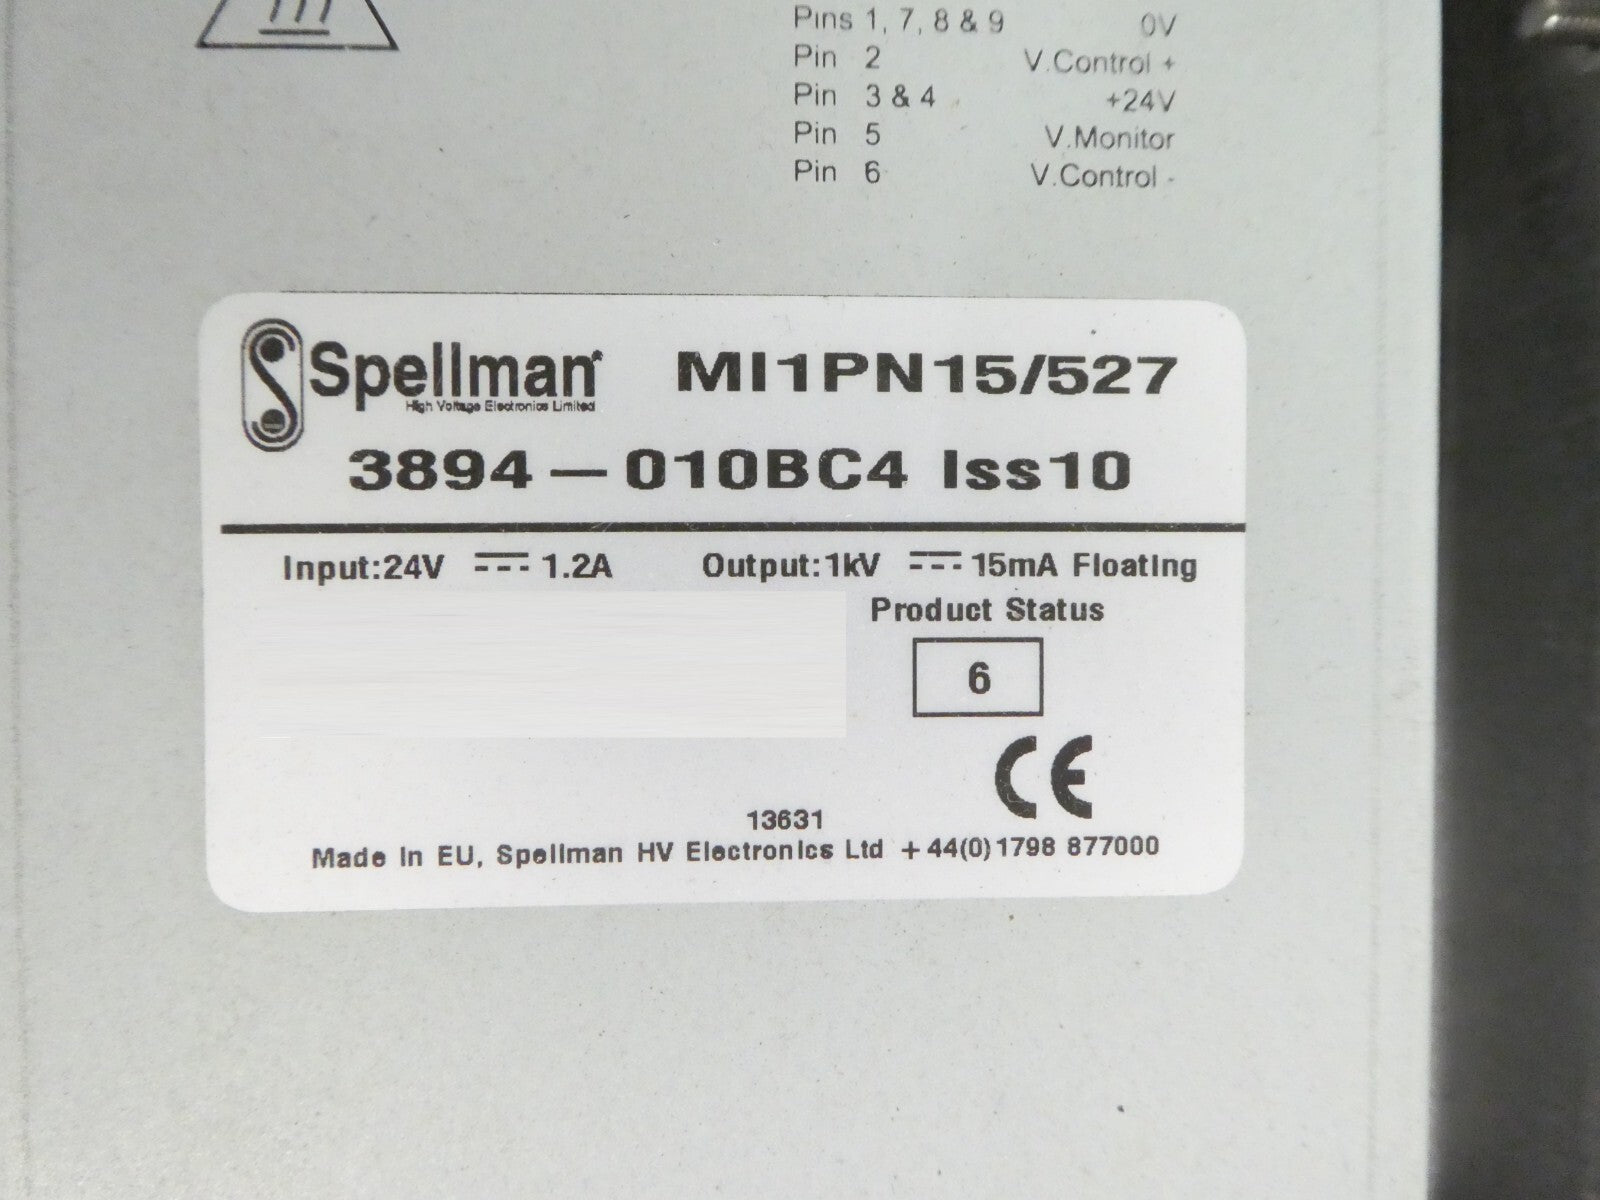 Pins 1, 7, 8 & 9 0V
Pin 2 V.Control +
Pin 3 & 4 +24V
Pin 5 V.Monitor
Pin 6 V.Control -
Spellman MI1PN15/527
High Voltage Electronics Limited
3894-010BC4 Iss10
Input:24V 1.2A Output:1kV 15mA Floating
Product Status
6
CE
13631
Made in EU, Spellman HV Electronics Ltd +44(0)1798 877000